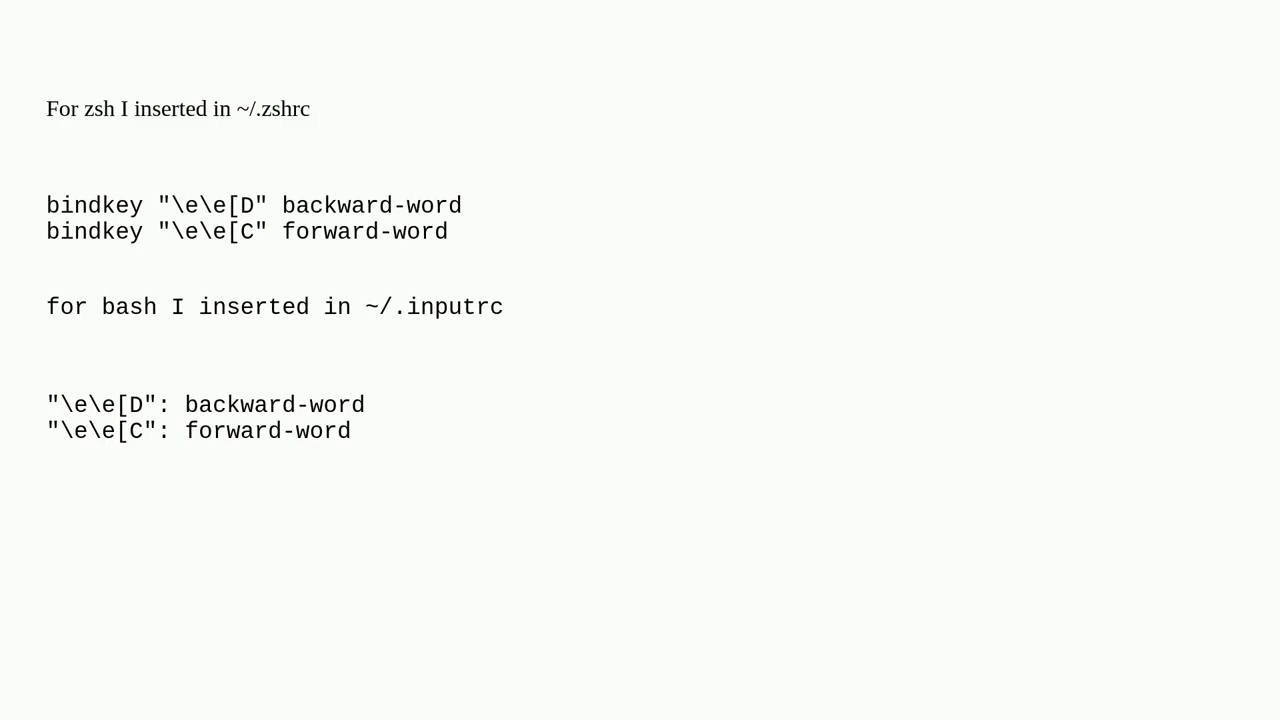 For zsh I inserted in ~/.zshrc
bindkey "\e\e[D" backward-word
bindkey "\e\e[C" forward-word
for bash I inserted in ~/.inputrc
"\e\e[D": backward-word
"\e\e[C": forward-word